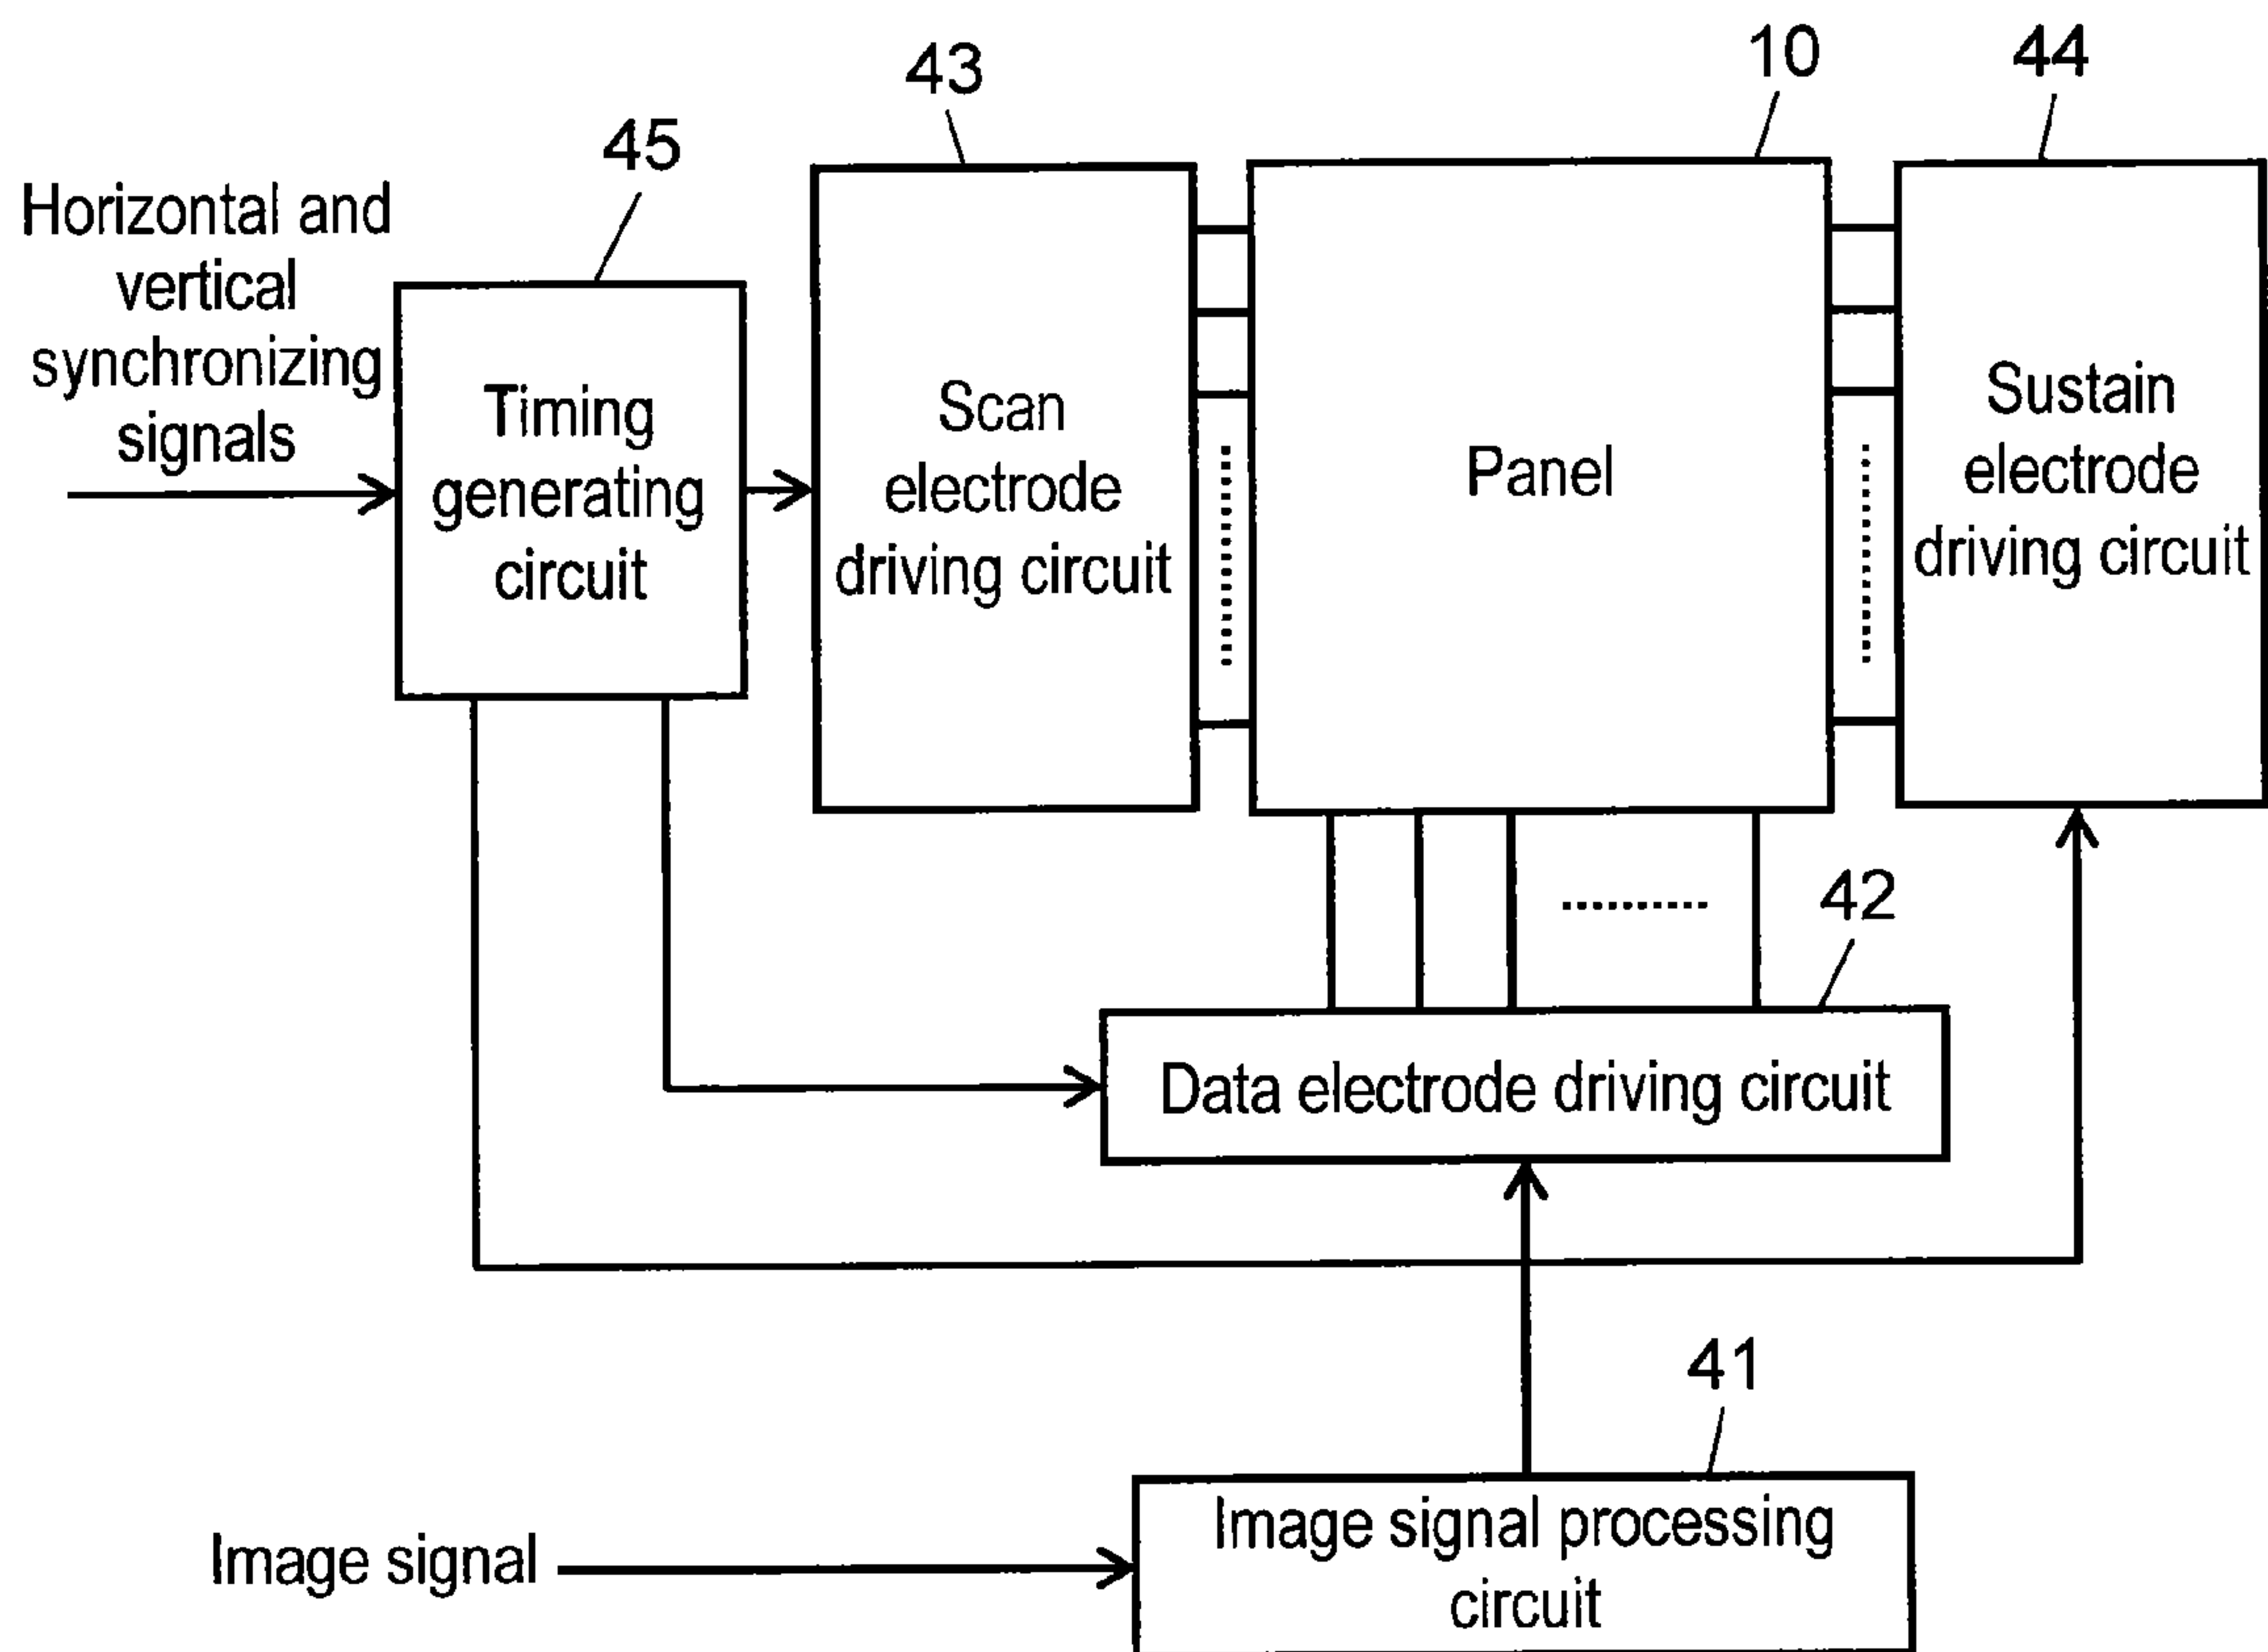 43
10
44
45
Horizontal and
vertical
synchronizing
signals
Timing
generating
circuit
Scan
electrode
driving circuit
Panel
Sustain
electrode
driving circuit
42
Data electrode driving circuit
41
Image signal
Image signal processing
circuit